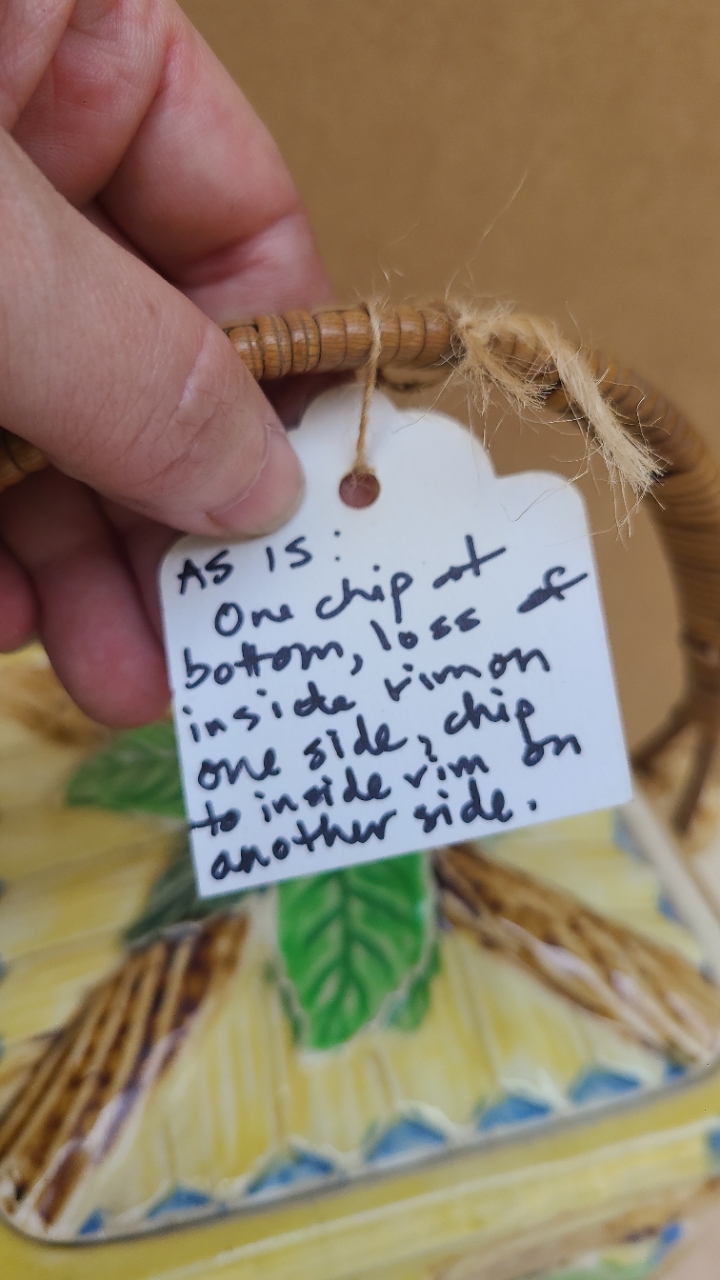 AS IS:
One chip at
bottom, loss of
inside rim on
one side, chip
to inside rim on
another side.